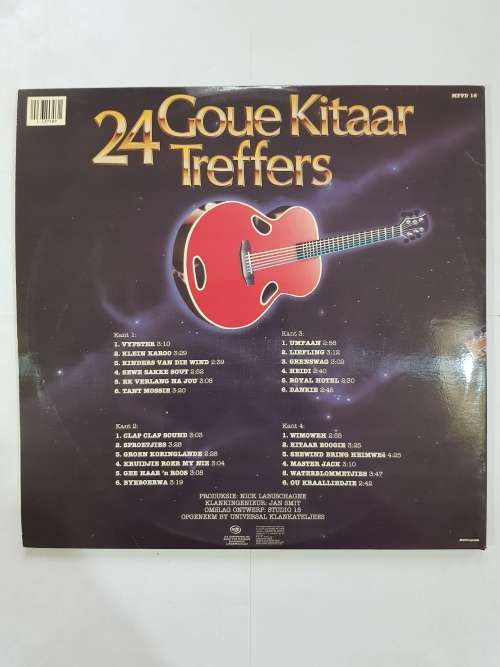 MFVD 16
24 Goue Kitaar
Treffers
Kant 1:
1. VYFSTER 3:10
2. KLEIN KAROO 3:29
3. KINDERS VAN DIE WIND 2:39
4. SEWE SAKKE SOUT 2:52
5. EK VERLANG NA JOU 3:08
6. TANT MOSSIE 3:20
Kant 3:
1. UMFAAN 2:58
2. LIEFLING 3:12
3. GRENSWAG 3:02
4. HEIDI 2:40
5. ROYAL HOTEL 2:30
6. DANKIE 2:45
Kant 2:
1. CLAP CLAP SOUND 3:03
2. SPROETJIES 3:23
3. GROEN KORINGLANDE 2:28
4. KRUIDJIE ROER MY NIE 3:04
5. GEE HAAR 'n ROOS 3:08
6. BYEBOERWA 3:19
Kant 4:
1. WIMOWEH 2:55
2. KITAAR BOOGIE 3:25
3. SEEWIND BRING HEIMWEE 4:25
4. MASTER JACK 3:10
5. WATERBLOMMETJIES 3:47
6. OU KRAALLIEDJIE 2:42
PRODUKSIE: NICK LABUSCHAGNE
KLANKINGENIEUR: JAN SMIT
OMSLAG ONTWERP: STUDIO 15
OPGENEEM BY UNIVERSAL KLANKATELJEES